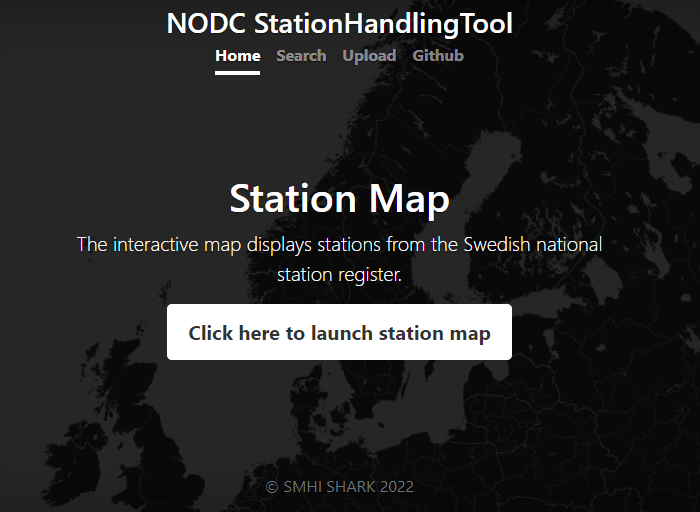 NODC StationHandlingTool
Home Search Upload Github
Station Map
The interactive map displays stations from the Swedish national
station register.
Click here to launch station map
© SMHI SHARK 2022